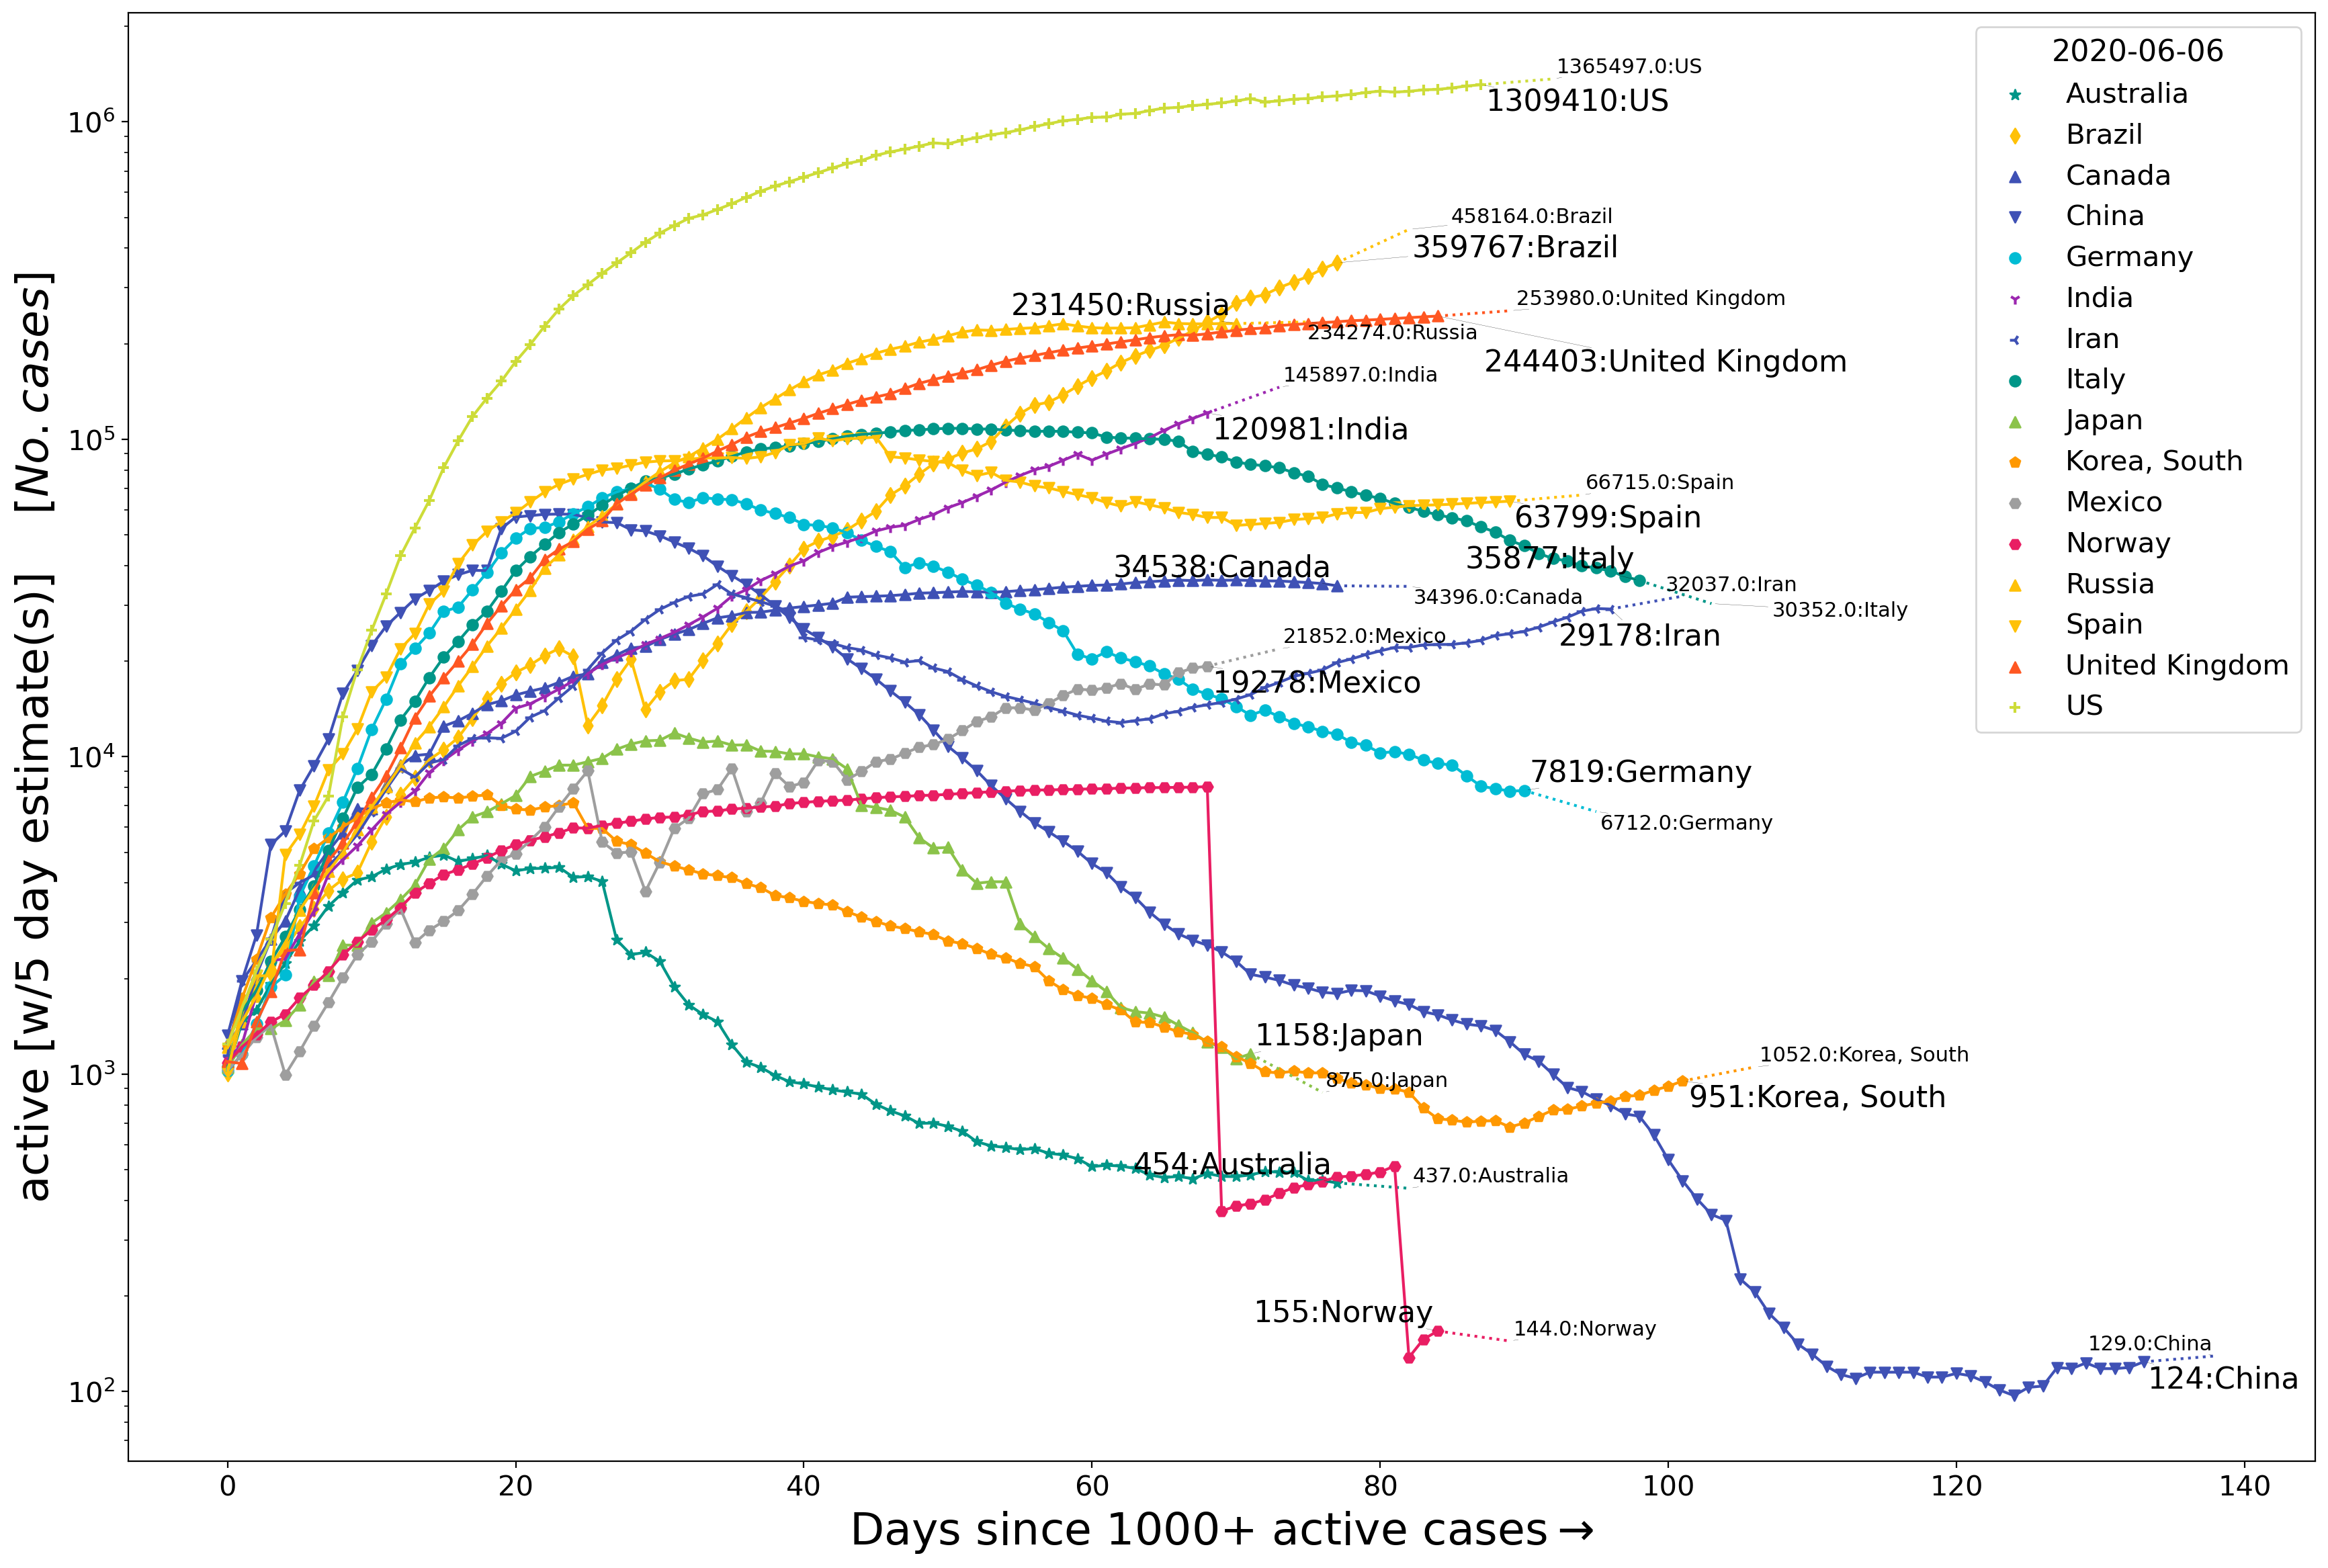 2020-06-06
Australia
Brazil
Canada
China
Germany
India
Iran
Italy
Japan
Korea, South
Mexico
Norway
Russia
Spain
United Kingdom
US
1365497.0:US
1309410:US
458164.0:Brazil
359767:Brazil
231450:Russia
253980.0:United Kingdom
234274.0:Russia
244403:United Kingdom
145897.0:India
120981:India
66715.0:Spain
63799:Spain
35877:Italy
34538:Canada
32037.0:Iran
34396.0:Canada
30352.0:Italy
29178:Iran
21852.0:Mexico
19278:Mexico
7819:Germany
6712.0:Germany
1158:Japan
1052.0:Korea, South
875.0:Japan
951:Korea, South
454:Australia
437.0:Australia
155:Norway
144.0:Norway
129.0:China
124:China
10⁶
10⁵
10⁴
10³
10²
active [w/5 day estimate(s)] [No.cases]
0 20 40 60 80 100 120 140
Days since 1000+ active cases→